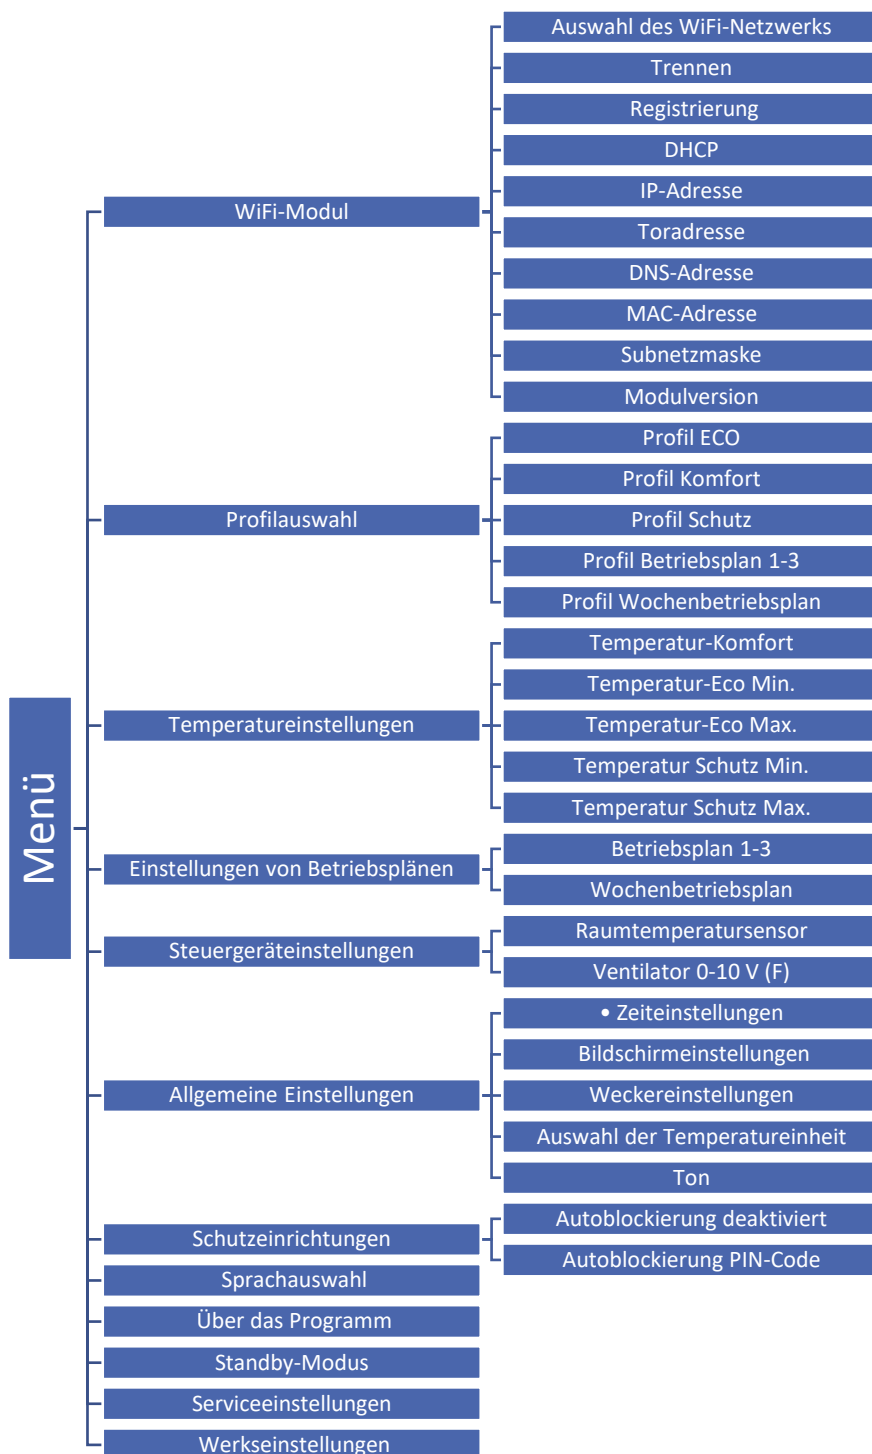 Menü
WiFi-Modul
Auswahl des WiFi-Netzwerks
Trennen
Registrierung
DHCP
IP-Adresse
Toradresse
DNS-Adresse
MAC-Adresse
Subnetzmaske
Modulversion
Profilauswahl
Profil ECO
Profil Komfort
Profil Schutz
Profil Betriebsplan 1-3
Profil Wochenbetriebsplan
Temperatureinstellungen
Temperatur-Komfort
Temperatur-Eco Min.
Temperatur-Eco Max.
Temperatur Schutz Min.
Temperatur Schutz Max.
Einstellungen von Betriebsplänen
Betriebsplan 1-3
Wochenbetriebsplan
Steuergeräteinstellungen
Raumtemperatursensor
Ventilator 0-10 V (F)
Allgemeine Einstellungen
• Zeiteinstellungen
Bildschirmeinstellungen
Weckereinstellungen
Auswahl der Temperatureinheit
Ton
Schutzeinrichtungen
Autoblockierung deaktiviert
Autoblockierung PIN-Code
Sprachauswahl
Über das Programm
Standby-Modus
Serviceeinstellungen
Werkseinstellungen